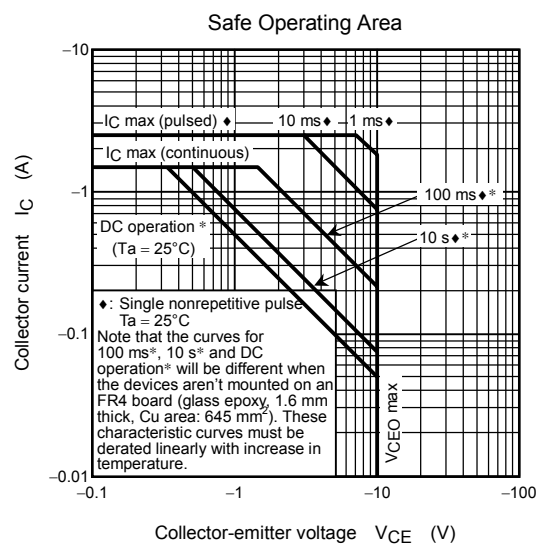 Safe Operating Area
Collector current IC (A)
−10
−1
−0.1
−0.01
IC max (pulsed) ♦
10 ms♦
1 ms♦
IC max (continuous)
100 ms♦*
DC operation *
(Ta = 25°C)
10 s♦*
♦: Single nonrepetitive pulse
Ta = 25°C
Note that the curves for
100 ms*, 10 s* and DC
operation* will be different when
the devices aren't mounted on an
FR4 board (glass epoxy, 1.6 mm
thick, Cu area: 645 mm²). These
characteristic curves must be
derated linearly with increase in
temperature.
VCEO max
−0.1
−1
−10
−100
Collector-emitter voltage VCE (V)